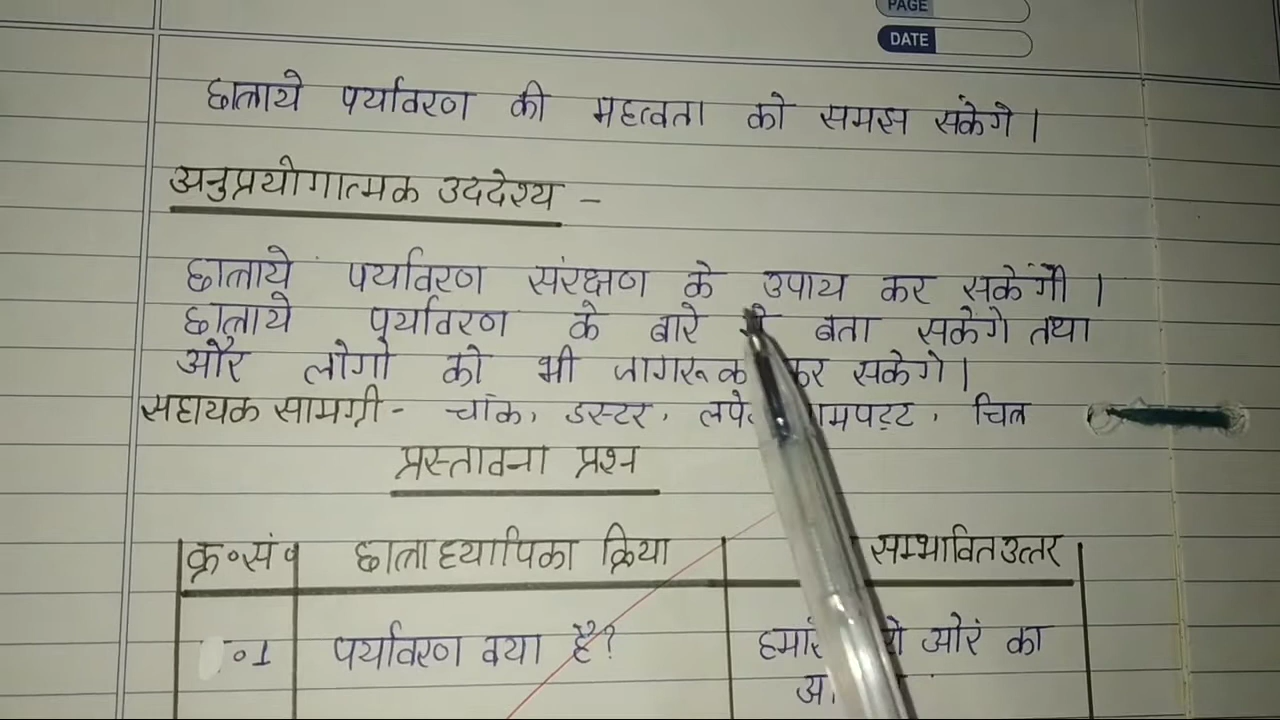 PAGE
DATE
छात्राये पर्यावरण की महत्वता को समझ सकेगे।
अनुप्रयोगात्मक उददेश्य –
छात्राये पर्यावरण संरक्षण के उपाय कर सकेंगी।
छात्राये पर्यावरण के बारे बता सकेंगे तथा
और लोगो को भी जागरूक कर सकेगे।
सहायक सामग्री - चाॅक, डस्टर, चित्र
प्रस्तावना प्रश्न
क्र०सं० छात्राध्यापिका क्रिया सम्भावित उत्तर
०1 पर्यावरण क्या है? ओरं का